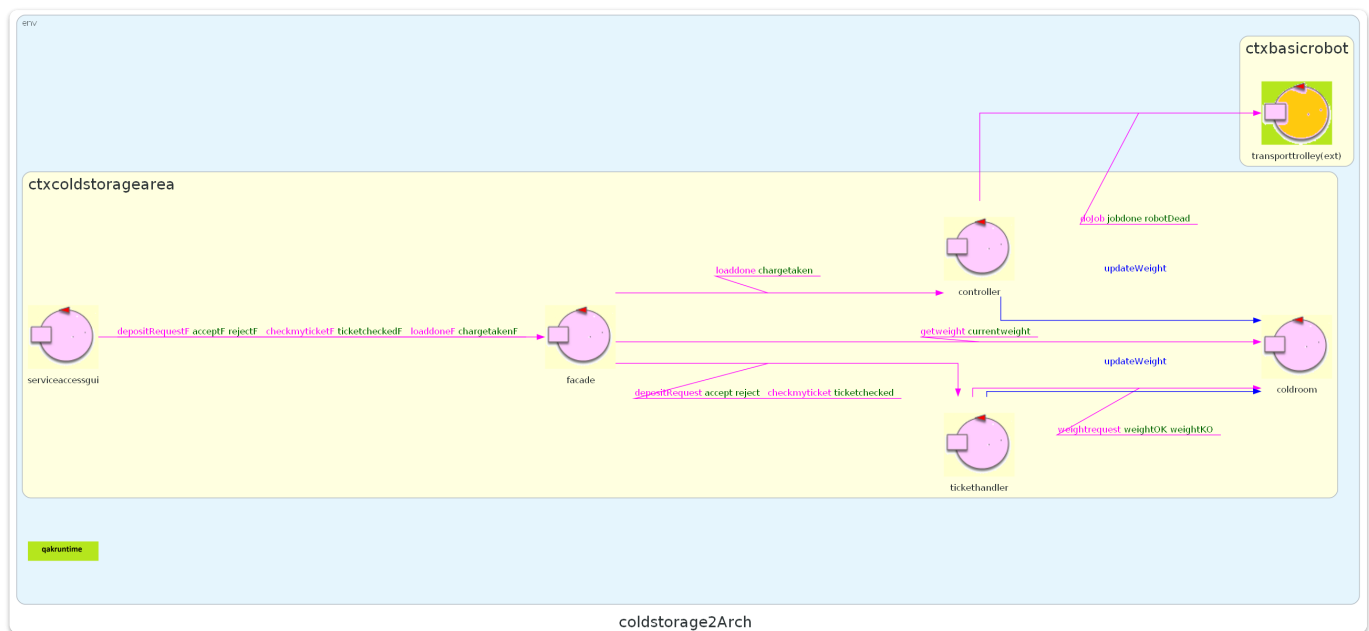 env
ctxbasicrobot
transporttrolley(ext)
ctxcoldstoragearea
doJob jobdone robotDead
loaddone chargetaken
updateWeight
controller
depositRequestF acceptF rejectF checkmyticketF ticketcheckedF loaddoneF chargetakenF
getweight currentweight
updateWeight
serviceaccessgui
facade
depositRequest accept reject checkmyticket ticketchecked
coldroom
weightrequest weightOK weightKO
tickethandler
qakruntime
coldstorage2Arch